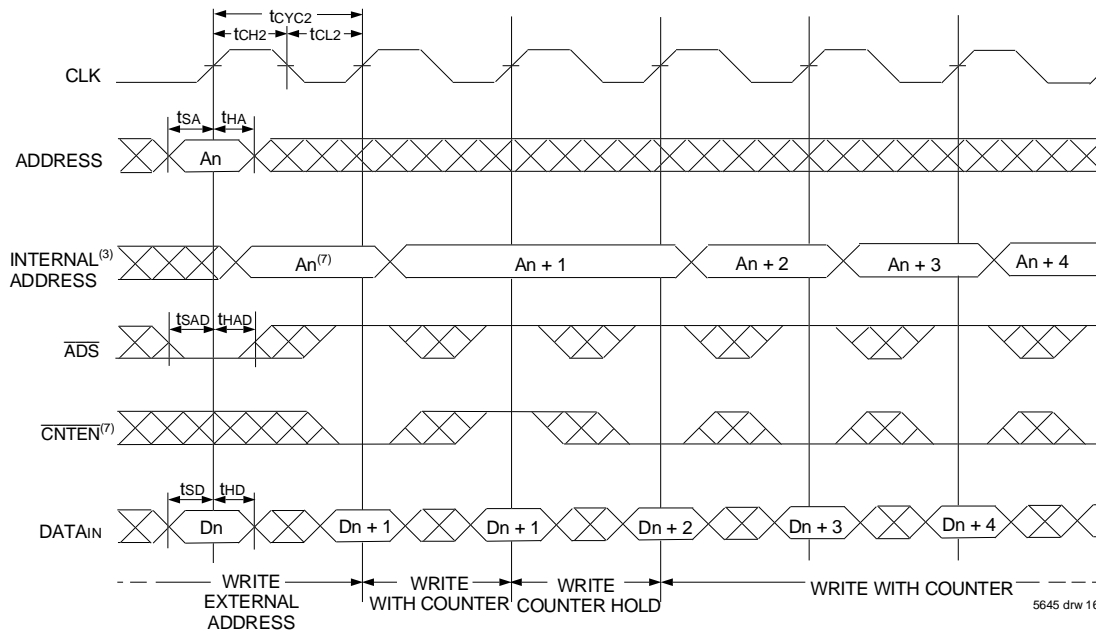 tCYC2
tCH2 tCL2
CLK
tSA tHA
ADDRESS An
INTERNAL(3)
ADDRESS An(7) An + 1 An + 2 An + 3 An + 4
tSAD tHAD
ADS
CNTEN(7)
tSD tHD
DATAIN Dn Dn + 1 Dn + 1 Dn + 2 Dn + 3 Dn + 4
WRITE
EXTERNAL
ADDRESS
WRITE
WITH COUNTER
WRITE
COUNTER HOLD
WRITE WITH COUNTER
5645 drw 16